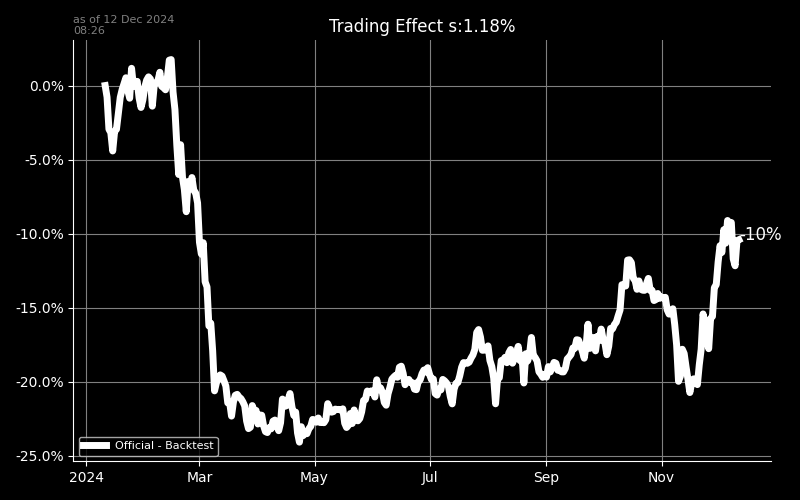 as of 12 Dec 2024
08:26
Trading Effect s:1.18%
0.0%
-5.0%
-10.0%
-10%
-15.0%
-20.0%
Official - Backtest
-25.0%
2024 Mar May Jul Sep Nov